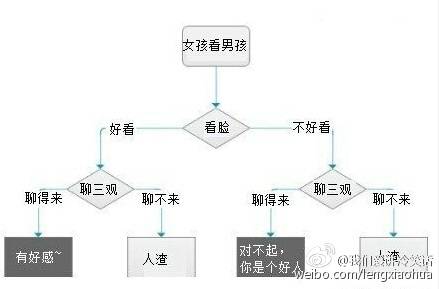 女孩看男孩
好看
看脸
不好看
聊得来
聊三观
聊不来
聊得来
聊三观
聊不来
有好感~
人渣
对不起，
你是个好人
人渣
@我们爱讲冷笑话
weibo.com/lengxiaohua